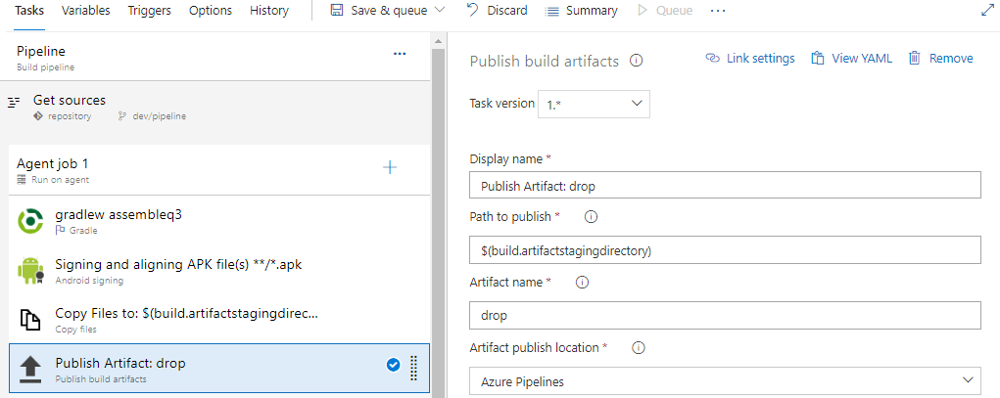 Tasks Variables Triggers Options History Save & queue Discard Summary Queue ...
Pipeline
Build pipeline
Get sources
repository dev/pipeline
Agent job 1
Run on agent
gradlew assembleq3
Gradle
Signing and aligning APK file(s) **/*.apk
Android signing
Copy Files to: $(build.artifactstagingdirec...
Copy files
Publish Artifact: drop
Publish build artifacts
Publish build artifacts Link settings View YAML Remove
Task version 1.*
Display name *
Publish Artifact: drop
Path to publish *
$(build.artifactstagingdirectory)
Artifact name *
drop
Artifact publish location *
Azure Pipelines